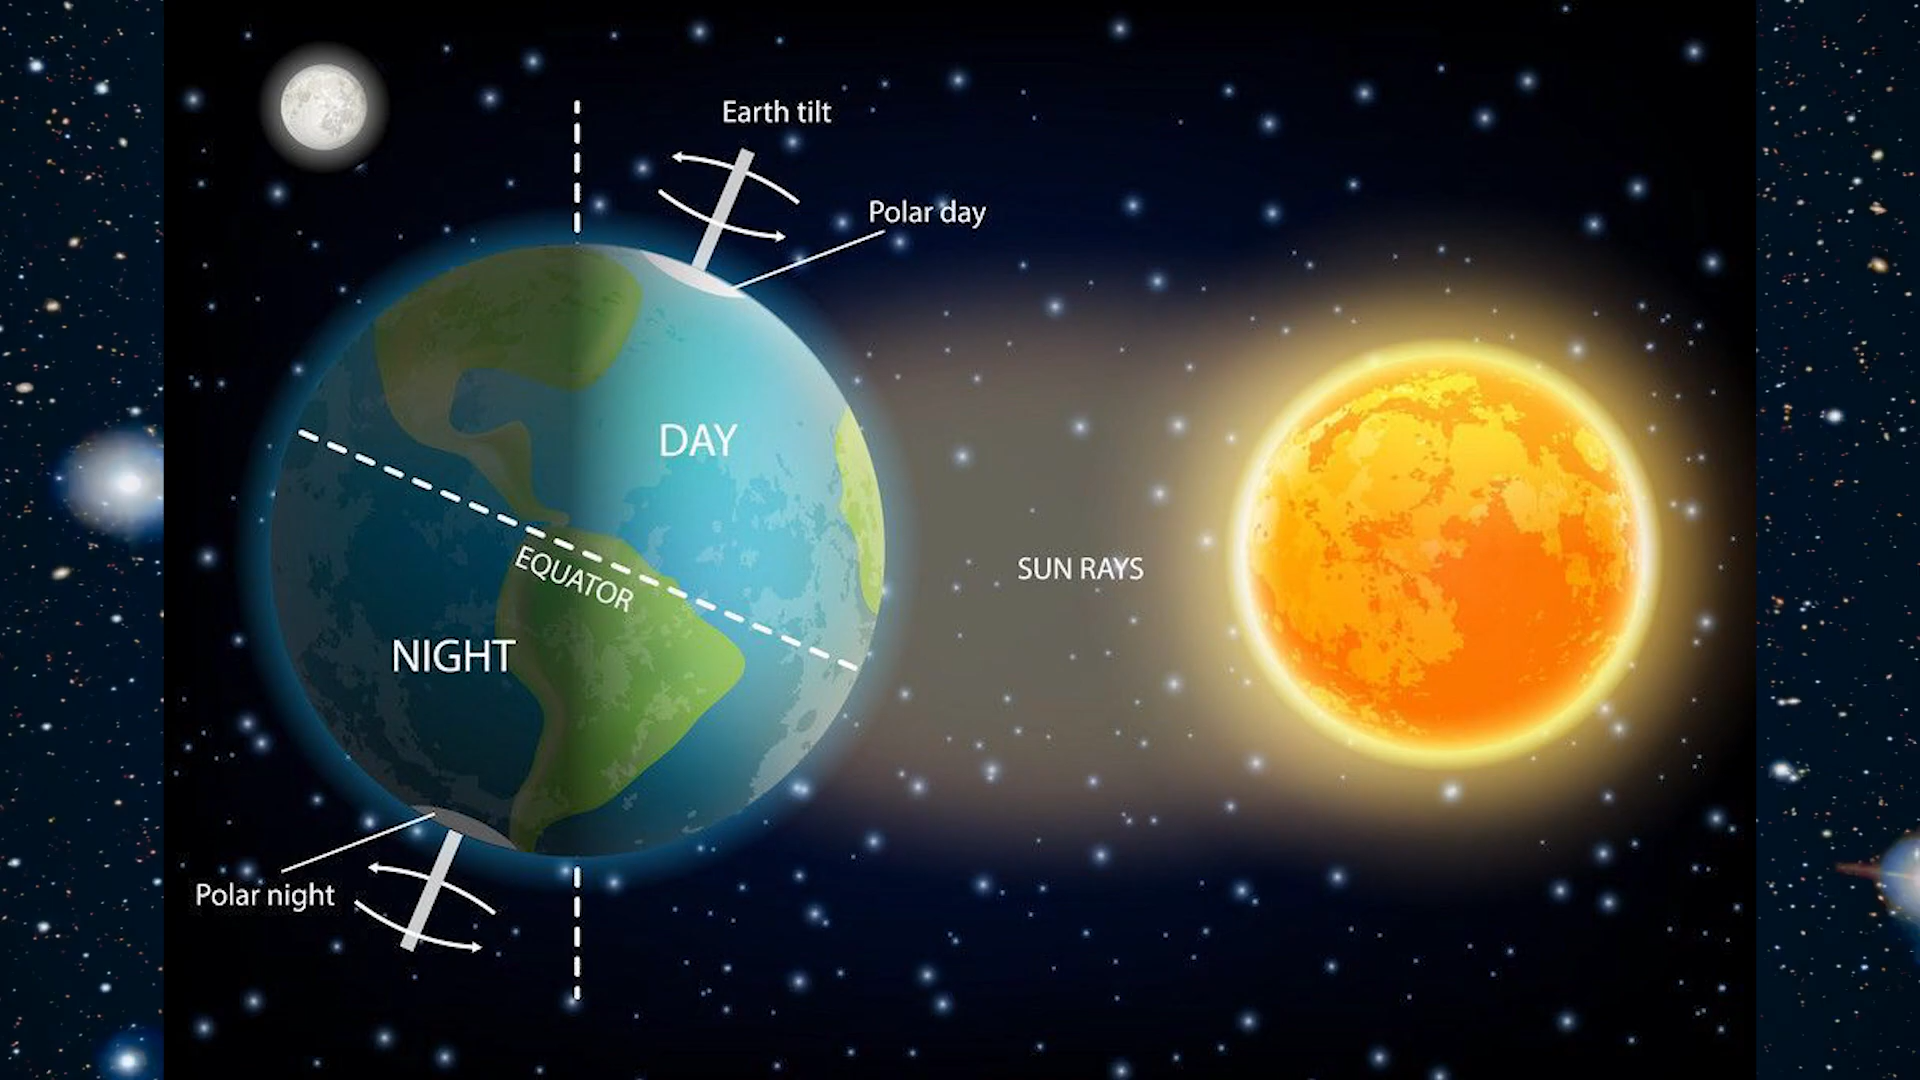 Earth tilt
Polar day
DAY
EQUATOR
SUN RAYS
NIGHT
Polar night